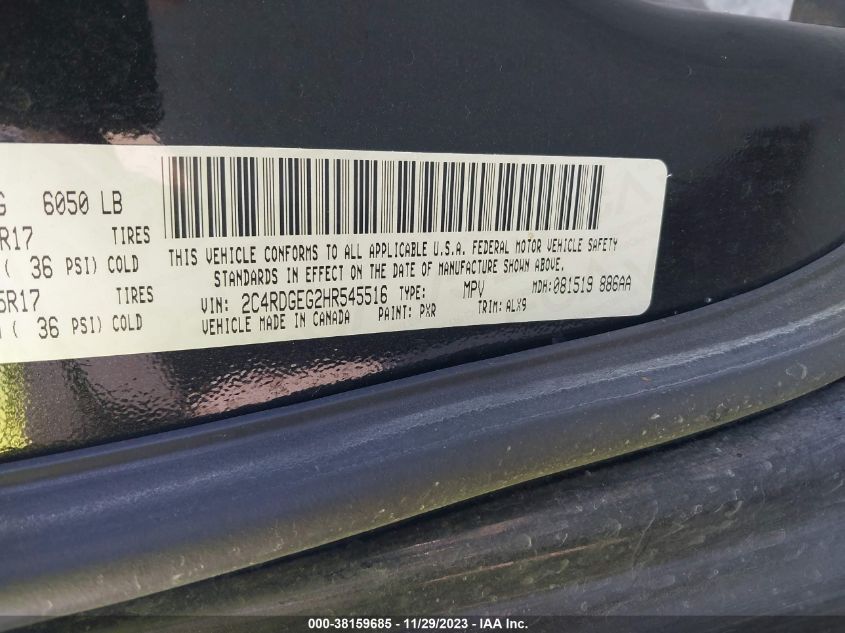 G 6050 LB
R17 TIRES
( 36 PSI) COLD
5R17 TIRES
( 36 PSI) COLD
THIS VEHICLE CONFORMS TO ALL APPLICABLE U.S.A. FEDERAL MOTOR VEHICLE SAFETY
STANDARDS IN EFFECT ON THE DATE OF MANUFACTURE SHOWN ABOVE.
VIN: 2C4RDGEG2HR545516 TYPE: MPV MDH:081519 886AA
VEHICLE MADE IN CANADA PAINT: PXR TRIM: ALX9
000-38159685 - 11/29/2023 - IAA Inc.